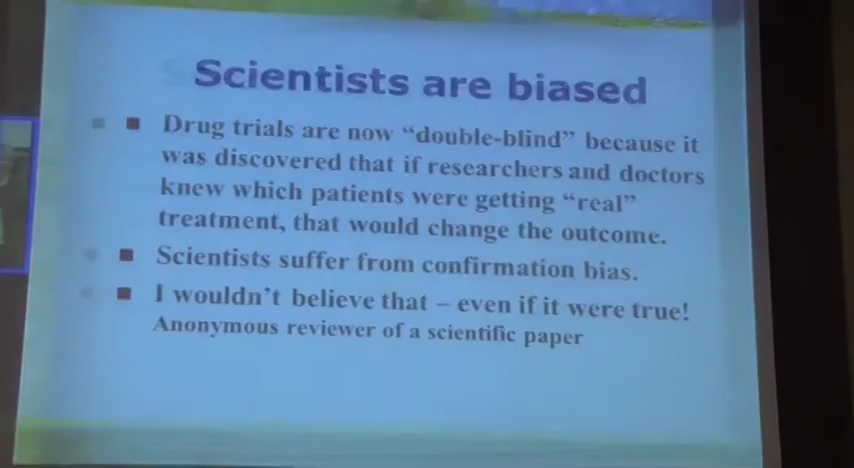 Scientists are biased
Drug trials are now “double-blind” because it
was discovered that if researchers and doctors
knew which patients were getting “real”
treatment, that would change the outcome.
Scientists suffer from confirmation bias.
I wouldn’t believe that – even if it were true!
Anonymous reviewer of a scientific paper